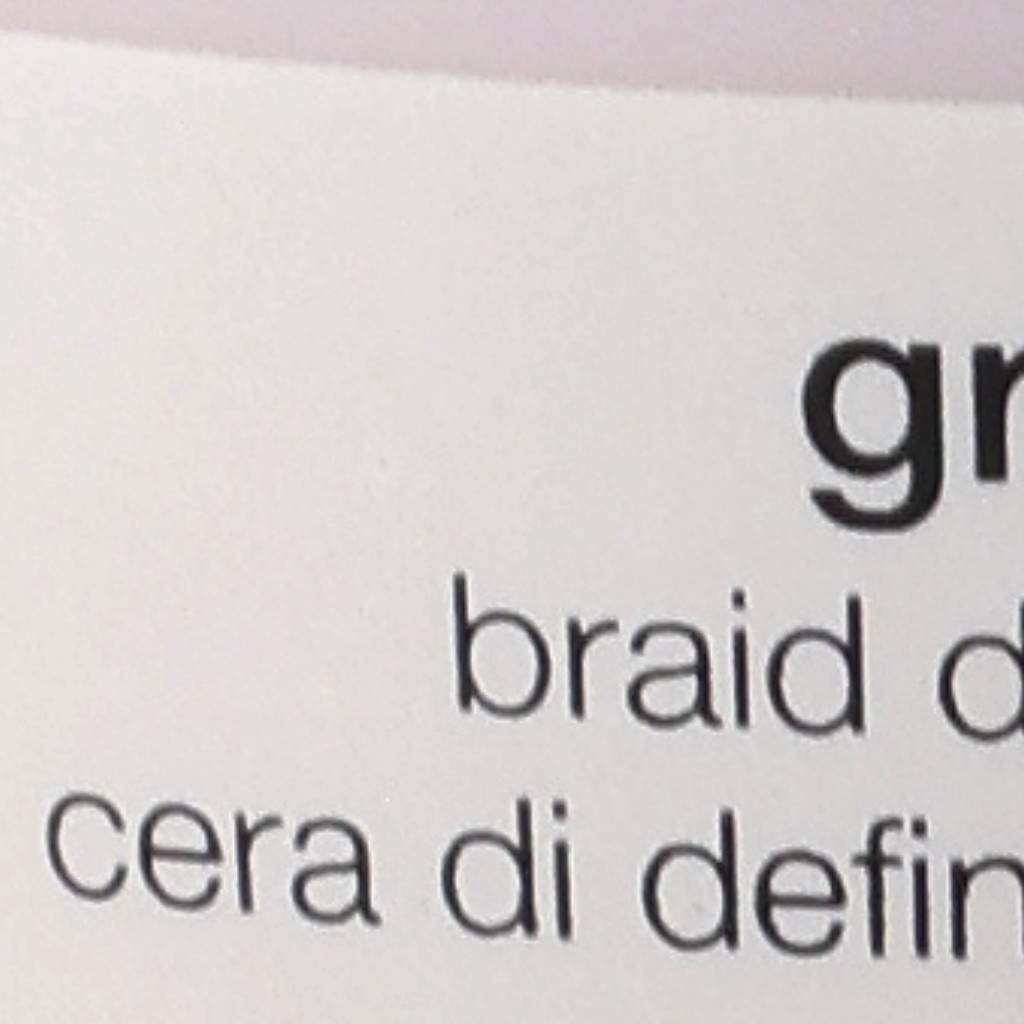 gr
braid d
cera di defin